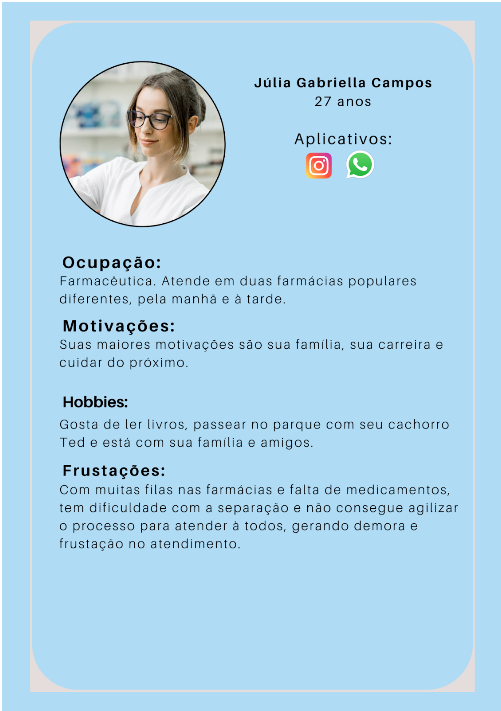 Júlia Gabriella Campos
27 anos
Aplicativos:
Ocupação:
Farmacêutica. Atende em duas farmácias populares
diferentes, pela manhã e à tarde.
Motivações:
Suas maiores motivações são sua família, sua carreira e
cuidar do próximo.
Hobbies:
Gosta de ler livros, passear no parque com seu cachorro
Ted e está com sua família e amigos.
Frustações:
Com muitas filas nas farmácias e falta de medicamentos,
tem dificuldade com a separação e não consegue agilizar
o processo para atender à todos, gerando demora e
frustação no atendimento.